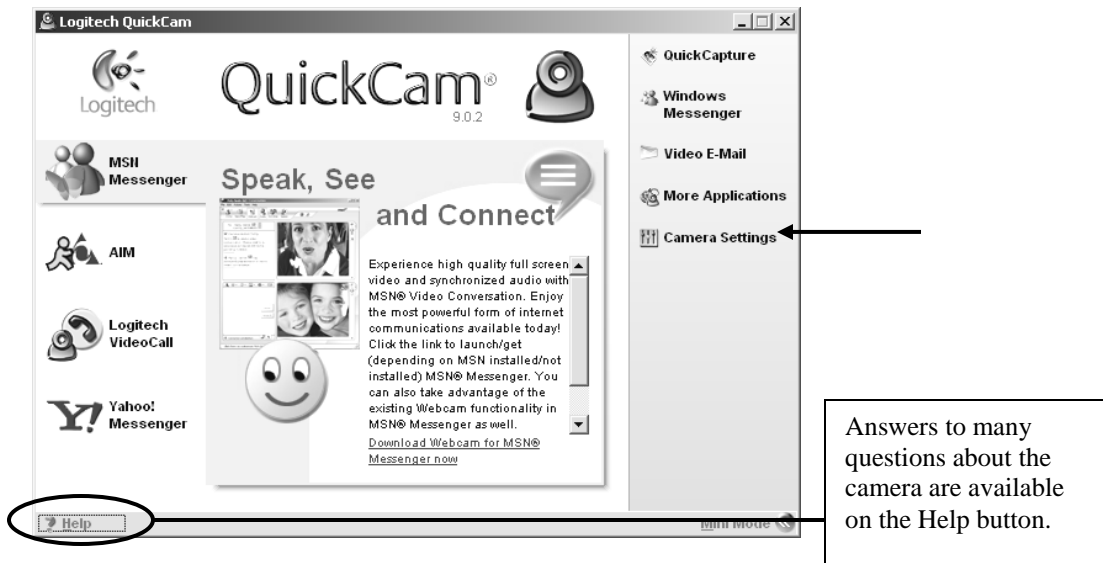 Logitech QuickCam
Logitech
QuickCam®
9.0.2
MSN
Messenger
AIM
Logitech
VideoCall
Yahoo!
Messenger
Speak, See
and Connect
Experience high quality full screen
video and synchronized audio with
MSN® Video Conversation. Enjoy
the most powerful form of internet
communications available today!
Click the link to launch/get
(depending on MSN installed/not
installed) MSN® Messenger. You
can also take advantage of the
existing Webcam functionality in
MSN® Messenger as well.
Download Webcam for MSN®
Messenger now
QuickCapture
Windows
Messenger
Video E-Mail
More Applications
Camera Settings
Help
Mini Mode
Answers to many
questions about the
camera are available
on the Help button.